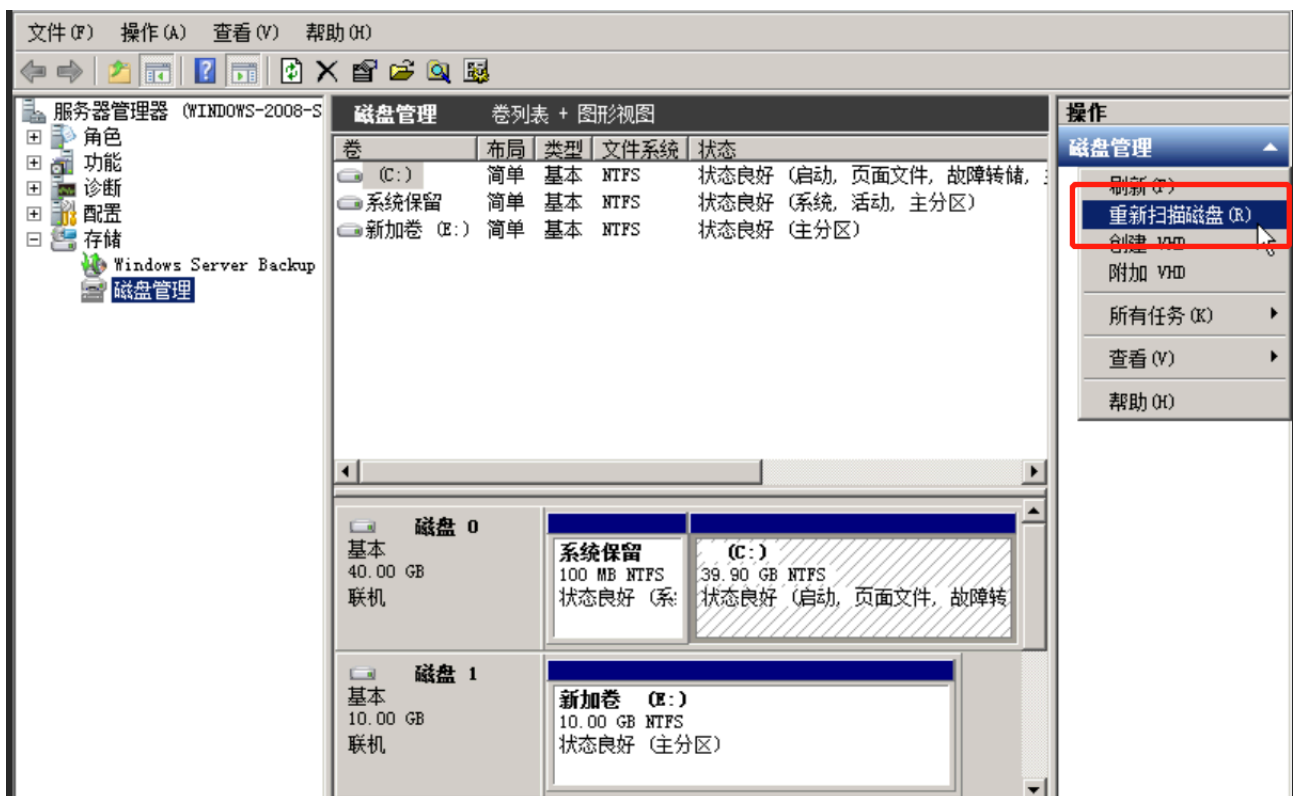 文件(F) 操作(A) 查看(V) 帮助(H)
服务器管理器 (WINDOWS-2008-S
角色
功能
诊断
配置
存储
Windows Server Backup
磁盘管理
磁盘管理 卷列表 + 图形视图
卷 布局 类型 文件系统 状态
(C:) 简单 基本 NTFS 状态良好 (启动, 页面文件, 故障转储,
系统保留 简单 基本 NTFS 状态良好 (系统, 活动, 主分区)
新加卷 (E:) 简单 基本 NTFS 状态良好 (主分区)
磁盘 0
基本
40.00 GB
联机
系统保留
100 MB NTFS
状态良好 (系
(C:)
39.90 GB NTFS
状态良好 (启动, 页面文件, 故障转
磁盘 1
基本
10.00 GB
联机
新加卷 (E:)
10.00 GB NTFS
状态良好 (主分区)
操作
磁盘管理
刷新(F)
重新扫描磁盘(R)
创建 VHD
附加 VHD
所有任务(K)
查看(V)
帮助(H)